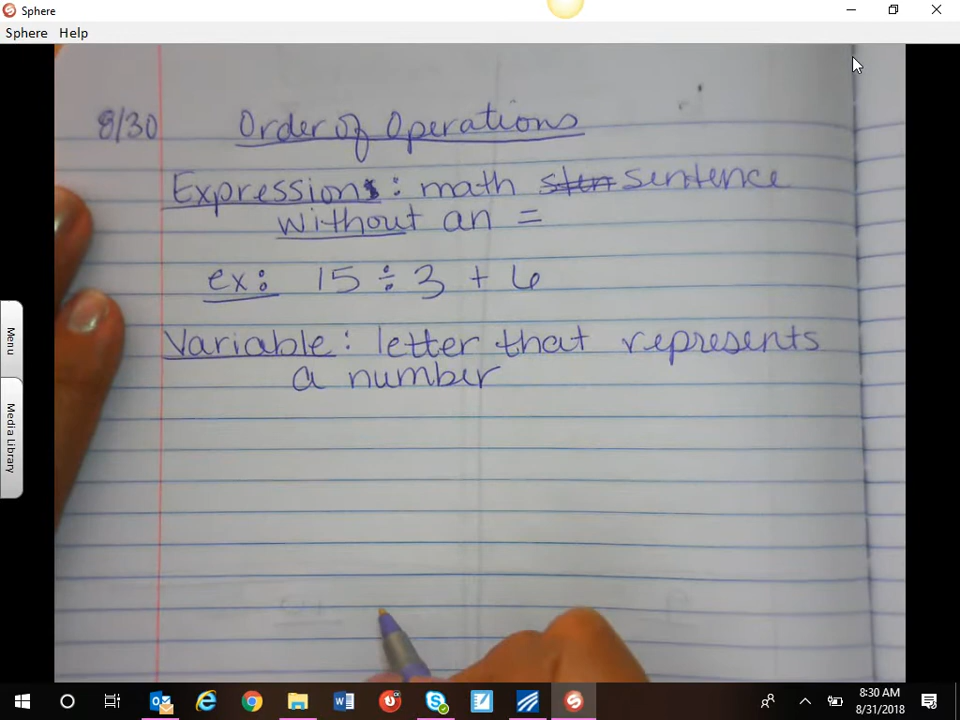 Sphere
Sphere Help
8/30 Order of Operations
Expression: math sentence
without an =
ex: 15 ÷ 3 + 6
Variable: letter that represents
a number
Menu
Media Library
8:30 AM
8/31/2018